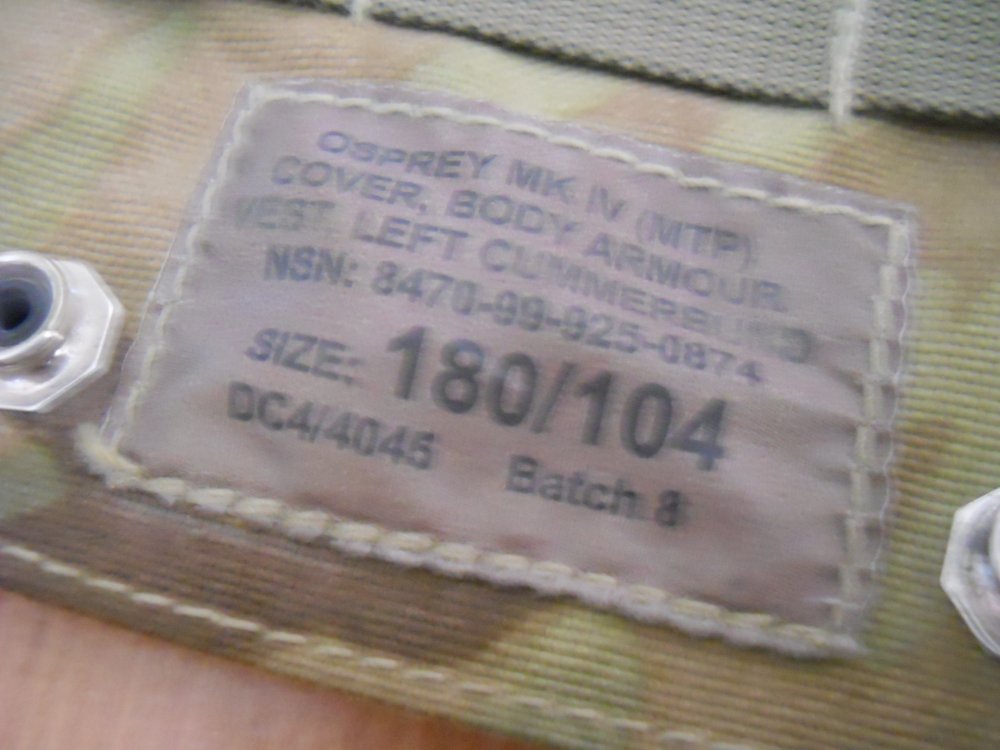 OSPREY MK IV (MTP)
COVER, BODY ARMOUR
VEST, LEFT CUMMERBUND
NSN: 8470-99-925-0874
SIZE: 180/104
DC4/4045 Batch 8